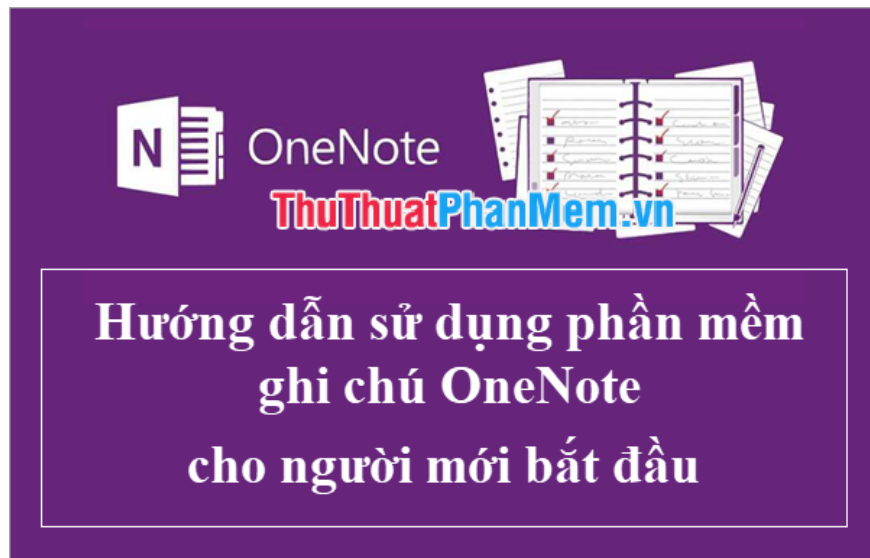 N OneNote
ThuThuatPhanMem.vn
Hướng dẫn sử dụng phần mềm
ghi chú OneNote
cho người mới bắt đầu